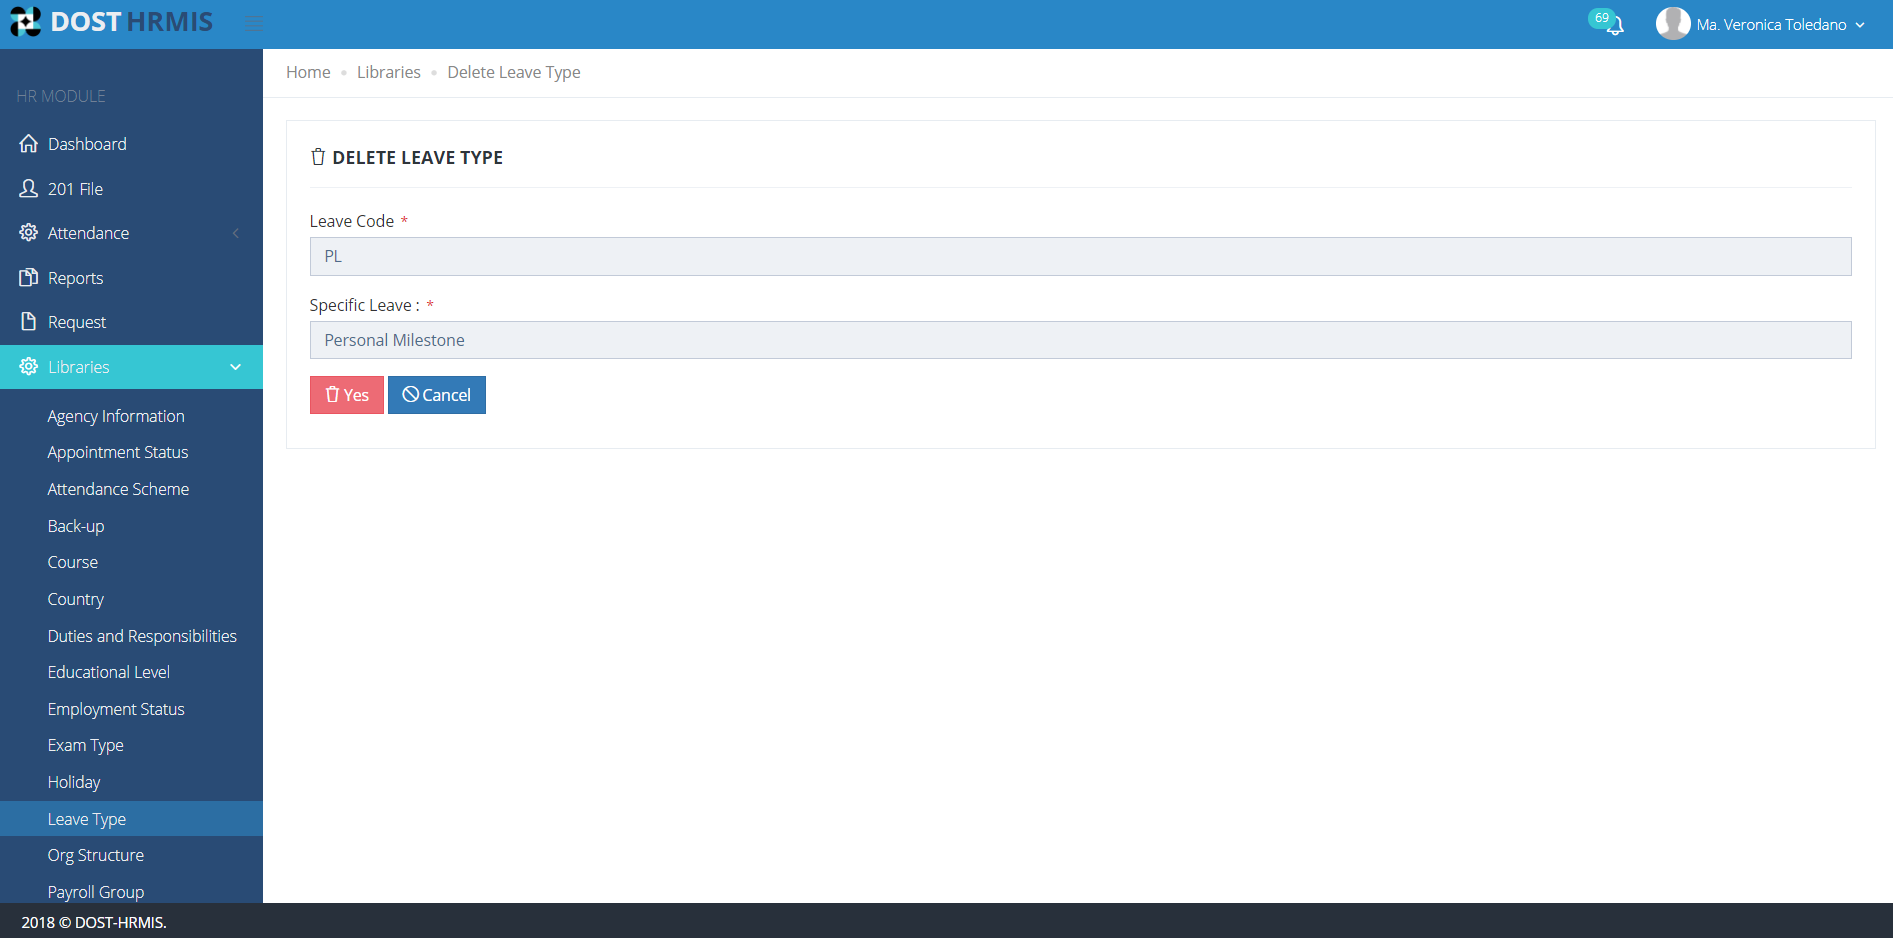 DOST HRMIS
69
Ma. Veronica Toledano
HR MODULE
Dashboard
201 File
Attendance
Reports
Request
Libraries
Agency Information
Appointment Status
Attendance Scheme
Back-up
Course
Country
Duties and Responsibilities
Educational Level
Employment Status
Exam Type
Holiday
Leave Type
Org Structure
Payroll Group
Home • Libraries • Delete Leave Type
DELETE LEAVE TYPE
Leave Code *
PL
Specific Leave : *
Personal Milestone
Yes Cancel
2018 © DOST-HRMIS.